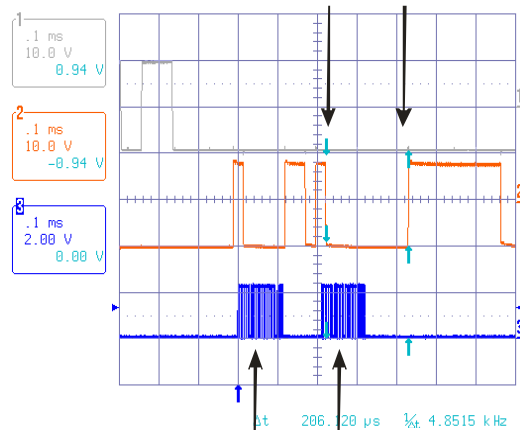 1
.1 ms
10.0 V
0.94 V
2
.1 ms
10.0 V
-0.94 V
3
.1 ms
2.00 V
0.00 V
1
2
3
Δt 206.120 µs 1/Δt 4.8515 kHz